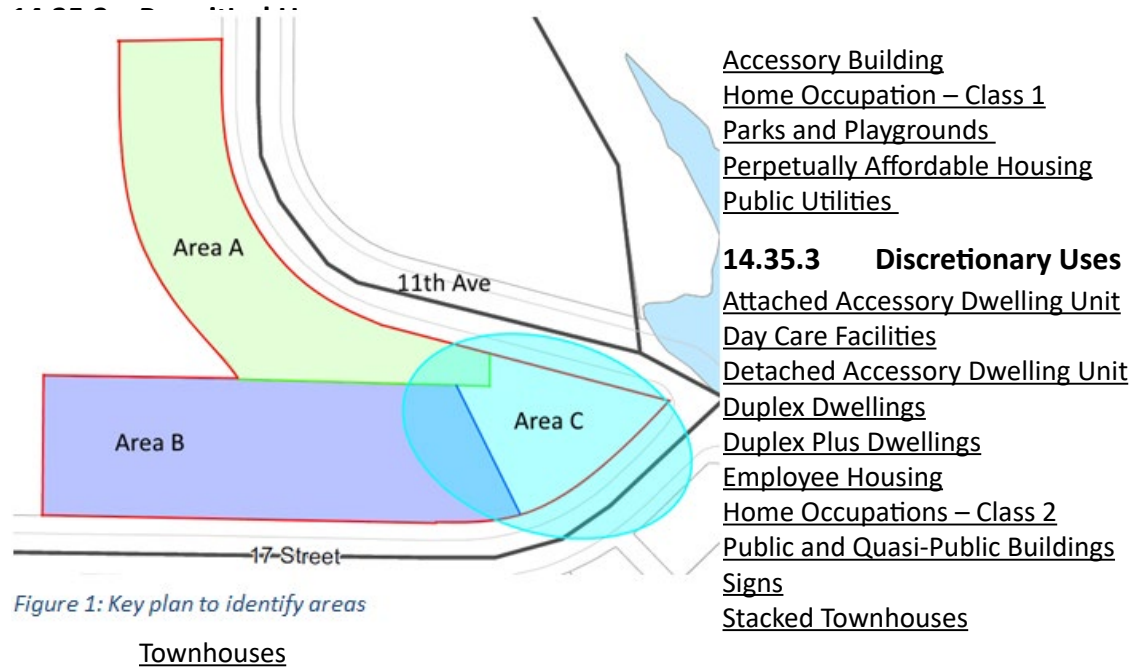 Area A
11th Ave
Area C
Area B
17 Street
Figure 1: Key plan to identify areas
Townhouses
Accessory Building
Home Occupation – Class 1
Parks and Playgrounds
Perpetually Affordable Housing
Public Utilities
14.35.3 Discretionary Uses
Attached Accessory Dwelling Unit
Day Care Facilities
Detached Accessory Dwelling Unit
Duplex Dwellings
Duplex Plus Dwellings
Employee Housing
Home Occupations – Class 2
Public and Quasi-Public Buildings
Signs
Stacked Townhouses